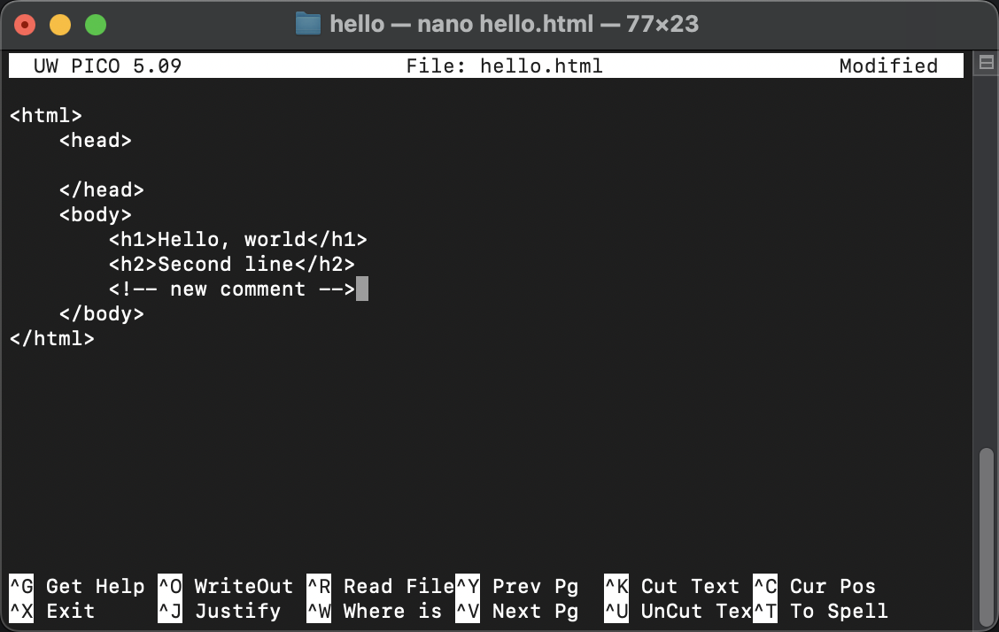 hello — nano hello.html — 77×23
UW PICO 5.09 File: hello.html Modified
<html>
    <head>
    </head>
    <body>
        <h1>Hello, world</h1>
        <h2>Second line</h2>
        <!-- new comment -->
    </body>
</html>
^G Get Help ^O WriteOut ^R Read File^Y Prev Pg ^K Cut Text ^C Cur Pos
^X Exit ^J Justify ^W Where is ^V Next Pg ^U UnCut Tex^T To Spell